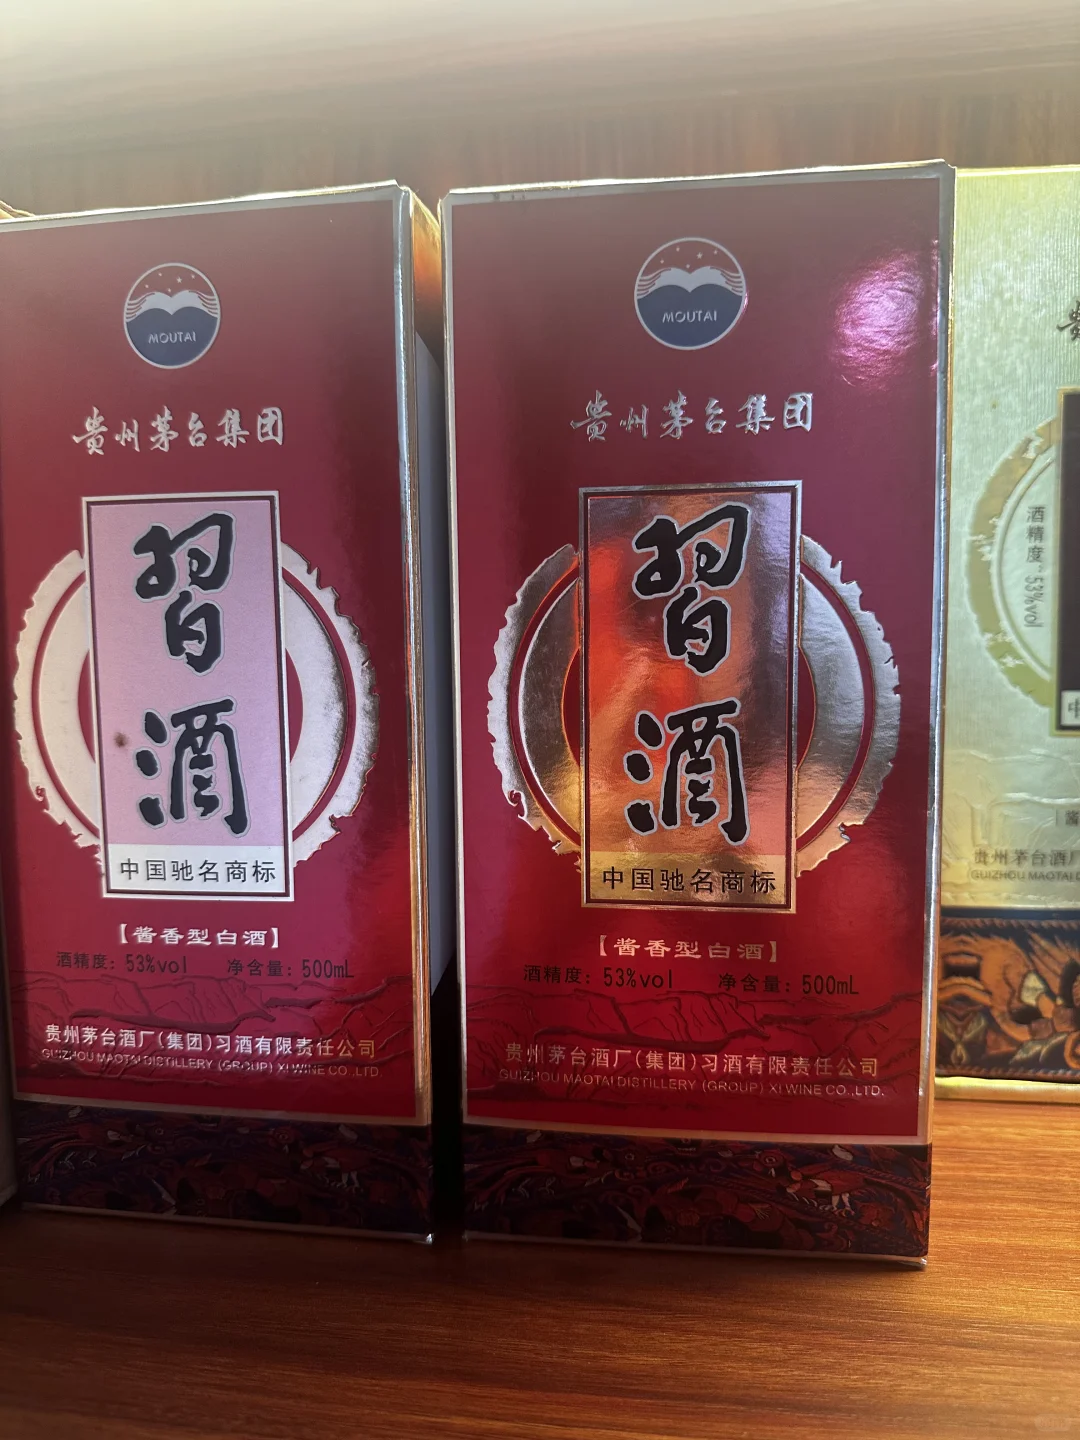 MOUTAI
贵州茅台集团
習酒
中国驰名商标
【酱香型白酒】
酒精度：53%vol 净含量：500mL
贵州茅台酒厂（集团）习酒有限责任公司
GUIZHOU MAOTAI DISTILLERY (GROUP) XI WINE CO.,LTD.
MOUTAI
贵州茅台集团
習酒
中国驰名商标
【酱香型白酒】
酒精度：53%vol 净含量：500mL
贵州茅台酒厂（集团）习酒有限责任公司
GUIZHOU MAOTAI DISTILLERY (GROUP) XI WINE CO.,LTD.
贵
酒精度：53%vol
中
酱
贵州茅台酒厂
(GUIZHOU MAOTAI D